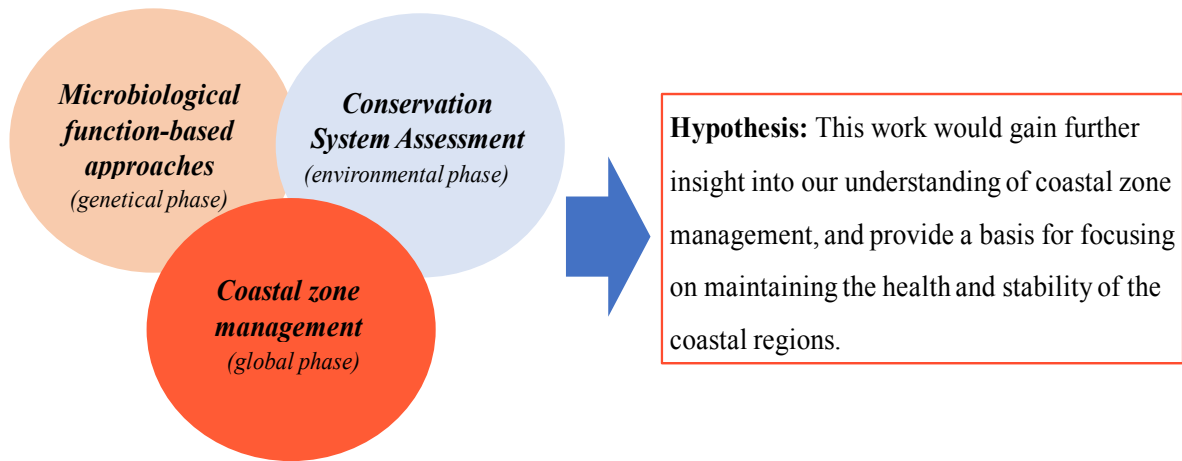 Microbiological
function-based
approaches
(genetical phase)
Conservation
System Assessment
(environmental phase)
Coastal zone
management
(global phase)
Hypothesis: This work would gain further
insight into our understanding of coastal zone
management, and provide a basis for focusing
on maintaining the health and stability of the
coastal regions.